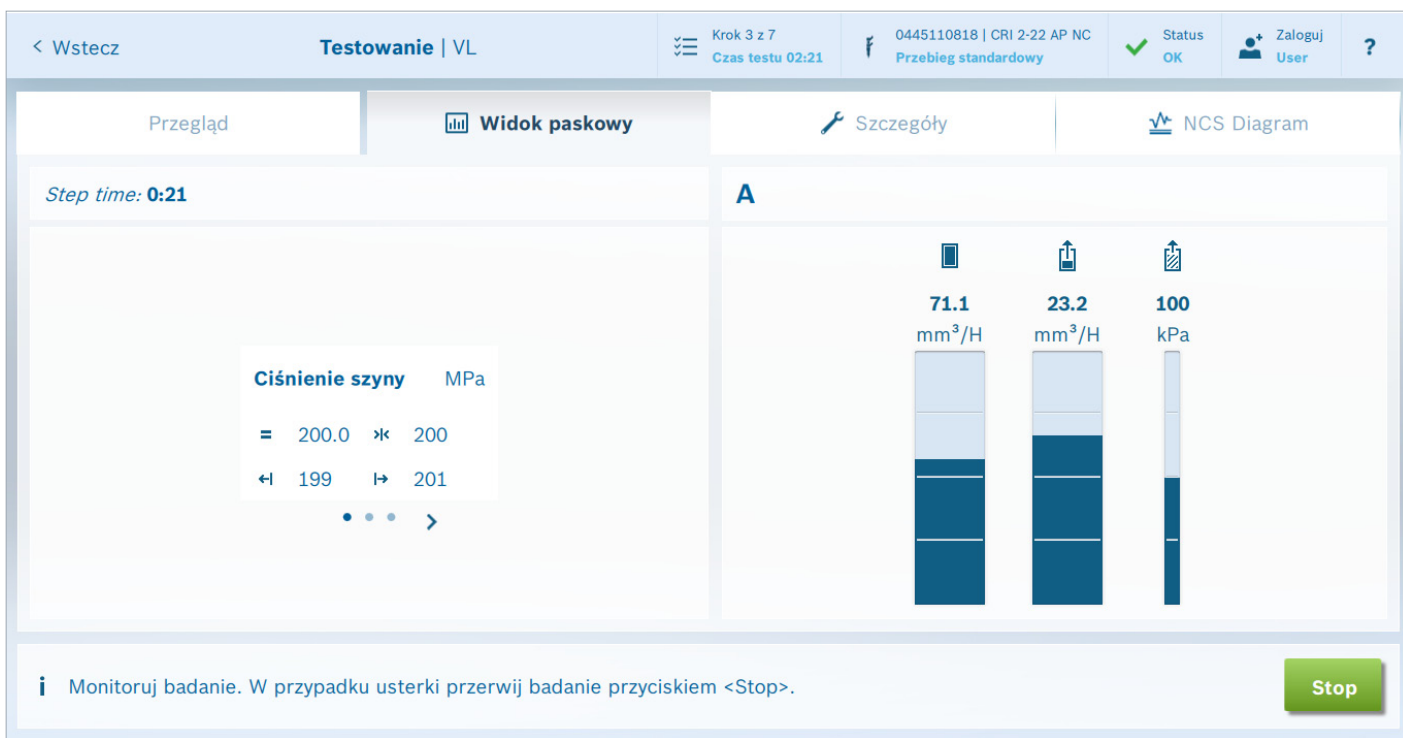 < Wstecz
Testowanie | VL
Krok 3 z 7
Czas testu 02:21
0445110818 | CRI 2-22 AP NC
Przebieg standardowy
Status
OK
Zaloguj
User
?
Przegląd
Widok paskowy
Szczegóły
NCS Diagram
Step time: 0:21
A
71.1
mm³/H
23.2
mm³/H
100
kPa
Ciśnienie szyny MPa
= 200.0 200
199 201
i Monitoruj badanie. W przypadku usterki przerwij badanie przyciskiem <Stop>.
Stop